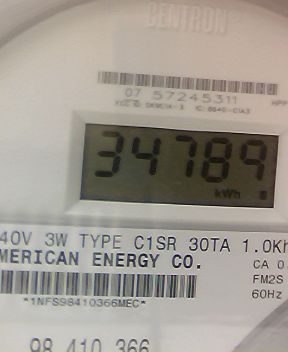 CENTRON®
07 57245311
34789
kWh
40V 3W TYPE C1SR 30TA 1.0Kh
MERICAN ENERGY CO.
CA 0.
FM2S
60Hz
*1NFS98410366MEC*
98 410 366